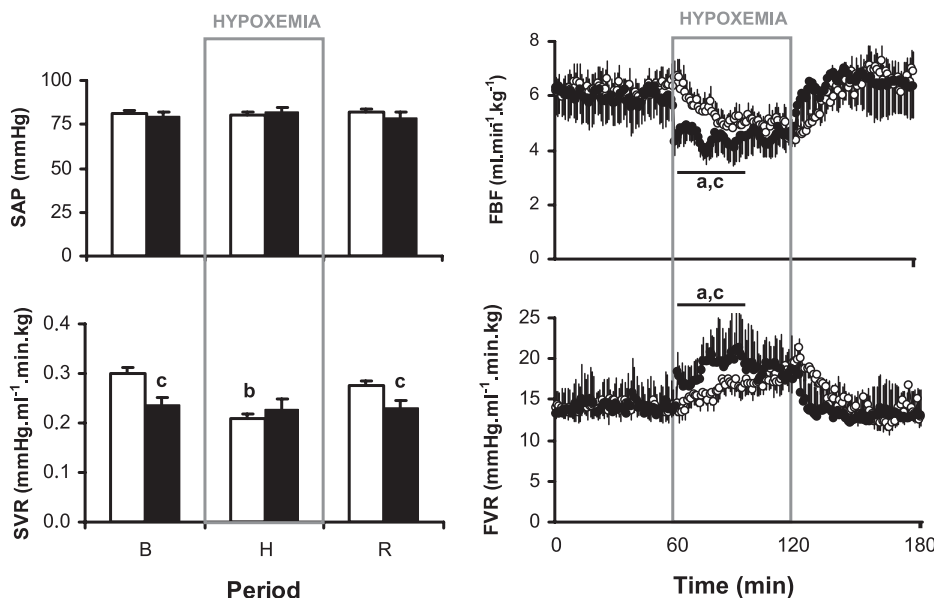 HYPOXEMIA
SAP (mmHg)
100
75
50
25
0
SVR (mmHg.ml⁻¹.min.kg)
0.4
0.3
0.2
0.1
0.0
c
b
c
B
H
R
Period
HYPOXEMIA
FBF (ml.min⁻¹.kg⁻¹)
8
6
4
2
0
a,c
FVR (mmHg.ml⁻¹.min.kg)
25
20
15
10
0
a,c
0
60
120
180
Time (min)